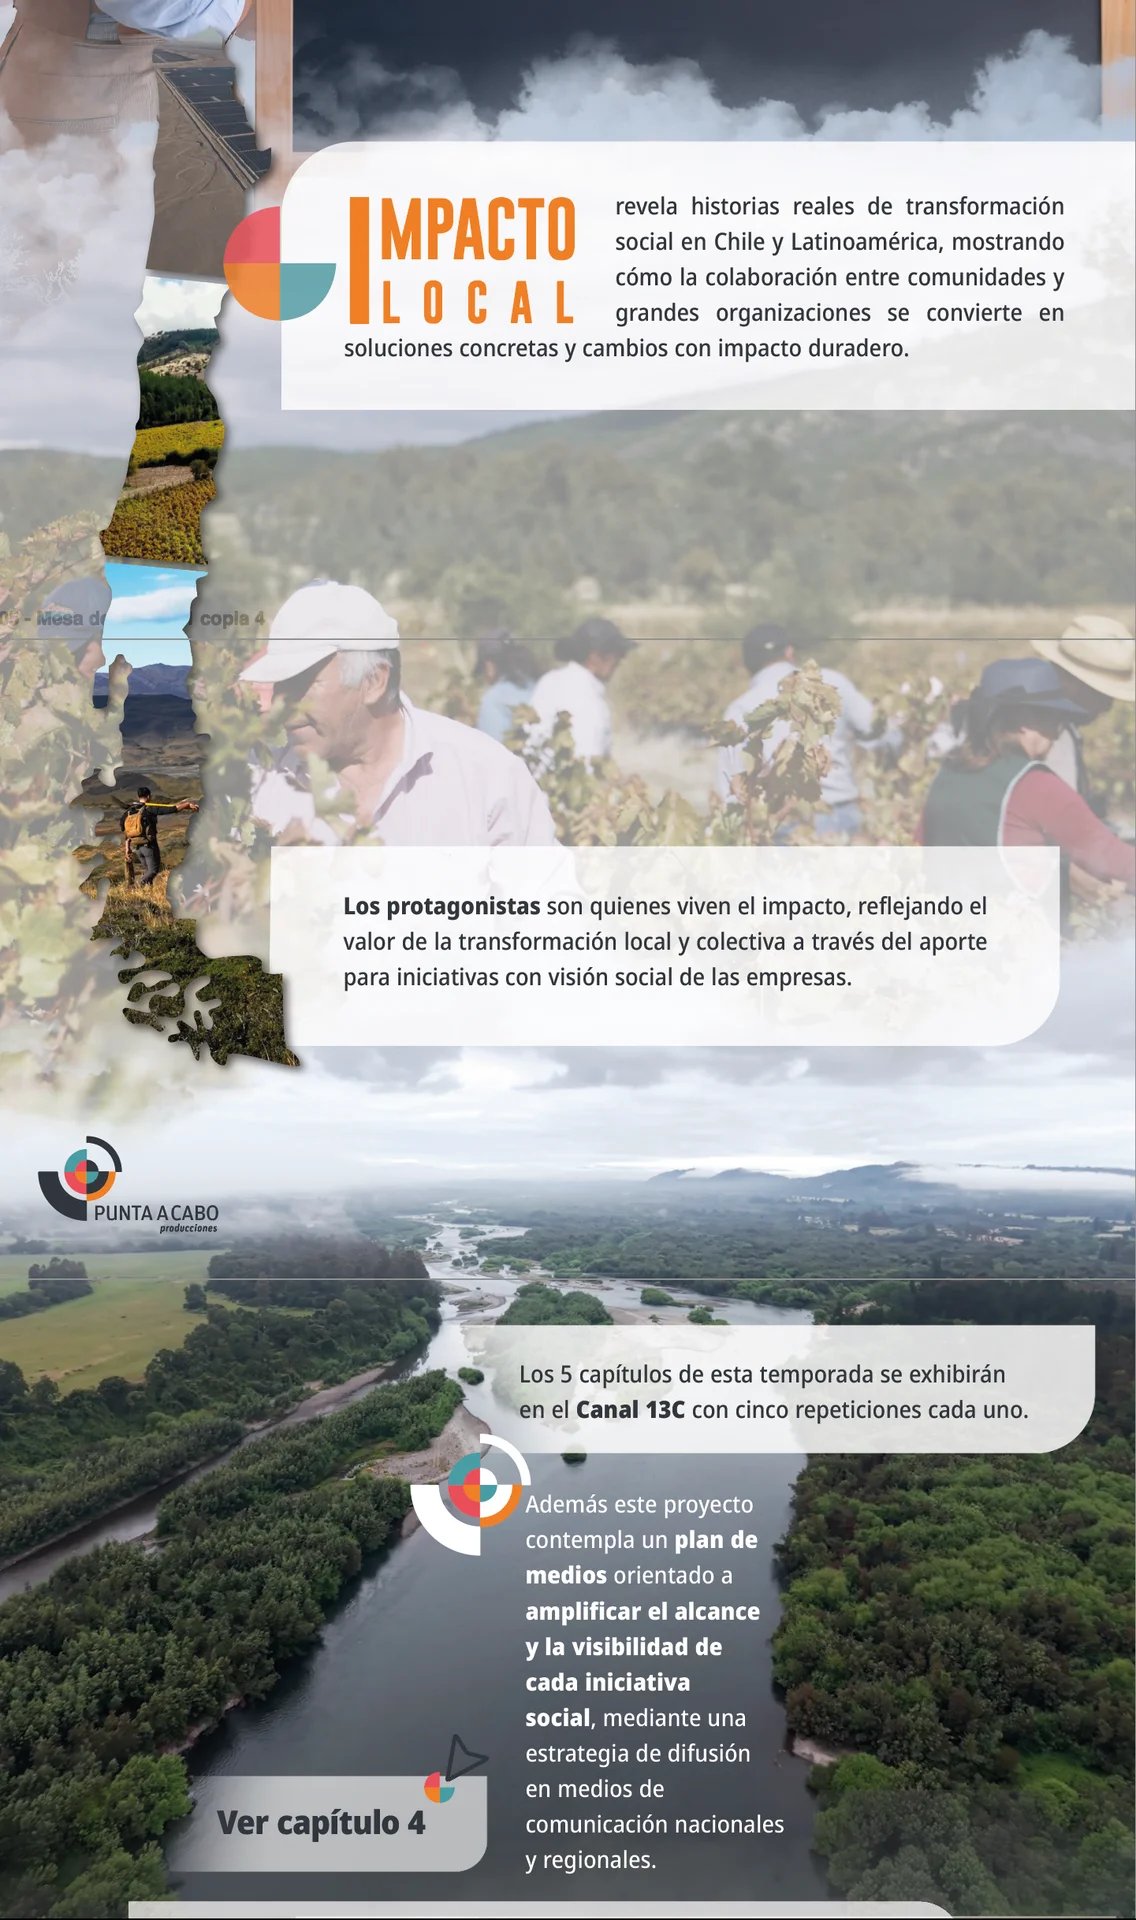 IMPACTO
LOCAL
revela historias reales de transformación
social en Chile y Latinoamérica, mostrando
cómo la colaboración entre comunidades y
grandes organizaciones se convierte en
soluciones concretas y cambios con impacto duradero.
05 - Mesa de
copia 4
Los protagonistas son quienes viven el impacto, reflejando el
valor de la transformación local y colectiva a través del aporte
para iniciativas con visión social de las empresas.
PUNTA A CABO
producciones
Los 5 capítulos de esta temporada se exhibirán
en el Canal 13C con cinco repeticiones cada uno.
Además este proyecto
contempla un plan de
medios orientado a
amplificar el alcance
y la visibilidad de
cada iniciativa
social, mediante una
estrategia de difusión
en medios de
comunicación nacionales
y regionales.
Ver capítulo 4